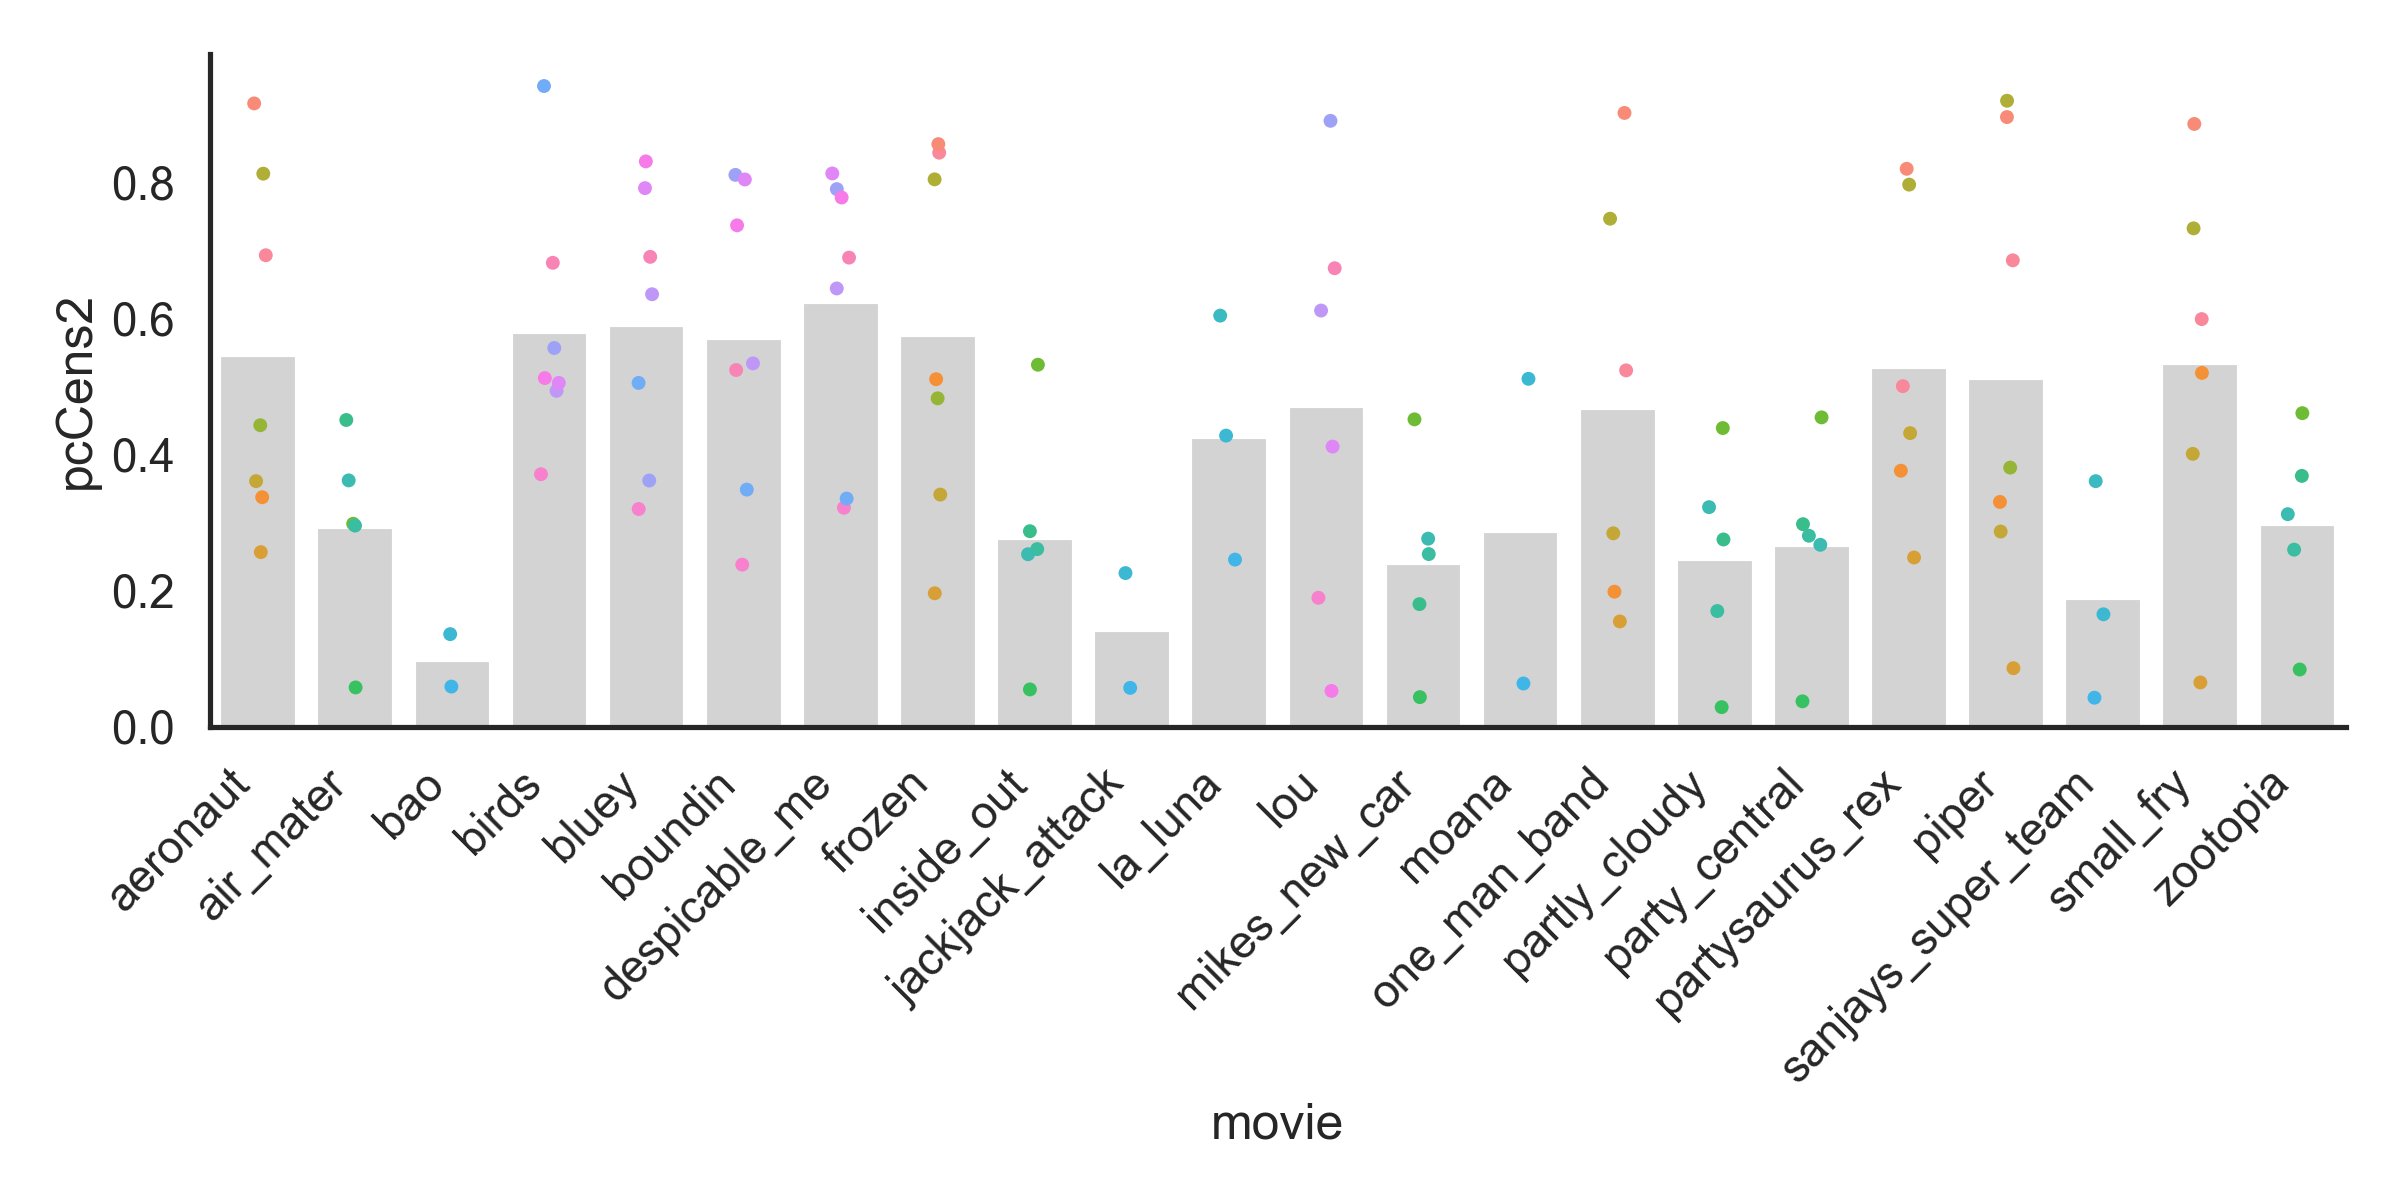 pcCens2
0.8
0.6
0.4
0.2
0.0
aeronaut
air_mater
bao
birds
bluey
boundin
despicable_me
frozen
inside_out
jackjack_attack
la_luna
lou
mikes_new_car
moana
one_man_band
partly_cloudy
party_central
partysaurus_rex
piper
sanjays_super_team
small_fry
zootopia
movie